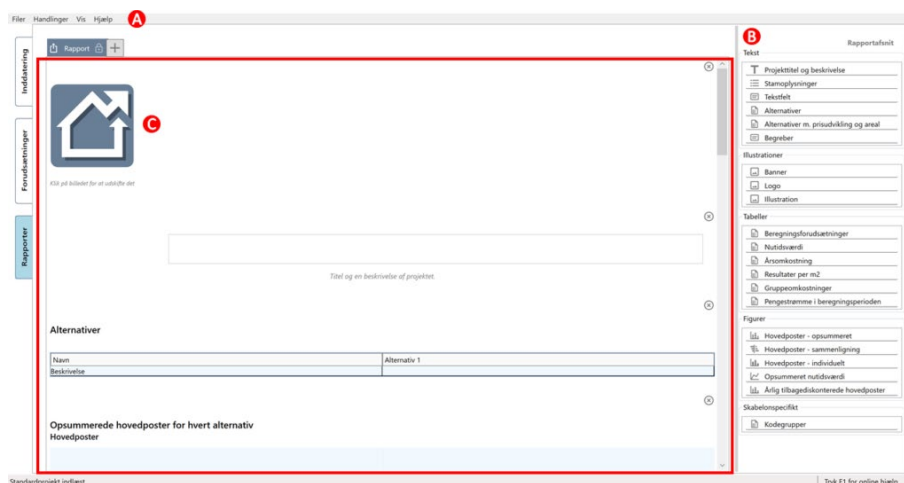 Filer Handlinger Vis Hjælp A
Inddatering
Forudsætninger
Rapporter
Rapport
C
Klik på billedet for at udskifte det
Titel og en beskrivelse af projektet.
Alternativer
Navn Alternativ 1
Beskrivelse
Opsummerede hovedposter for hvert alternativ
Hovedposter
B
Rapportafsnit
Tekst
Projekttitel og beskrivelse
Stamoplysninger
Tekstfelt
Alternativer
Alternativer m. prisudvikling og areal
Begreber
Illustrationer
Banner
Logo
Illustration
Tabeller
Beregningsforudsætninger
Nutidsværdi
Årsomkostning
Resultater per m2
Gruppeomkostninger
Pengestrømme i beregningsperioden
Figurer
Hovedposter - opsummeret
Hovedposter - sammenligning
Hovedposter - individuelt
Opsummeret nutidsværdi
Årlig tilbagediskonterede hovedposter
Skabelonspecifikt
Kodegrupper
Standardprojekt indlæst Tryk F1 for online hjælp